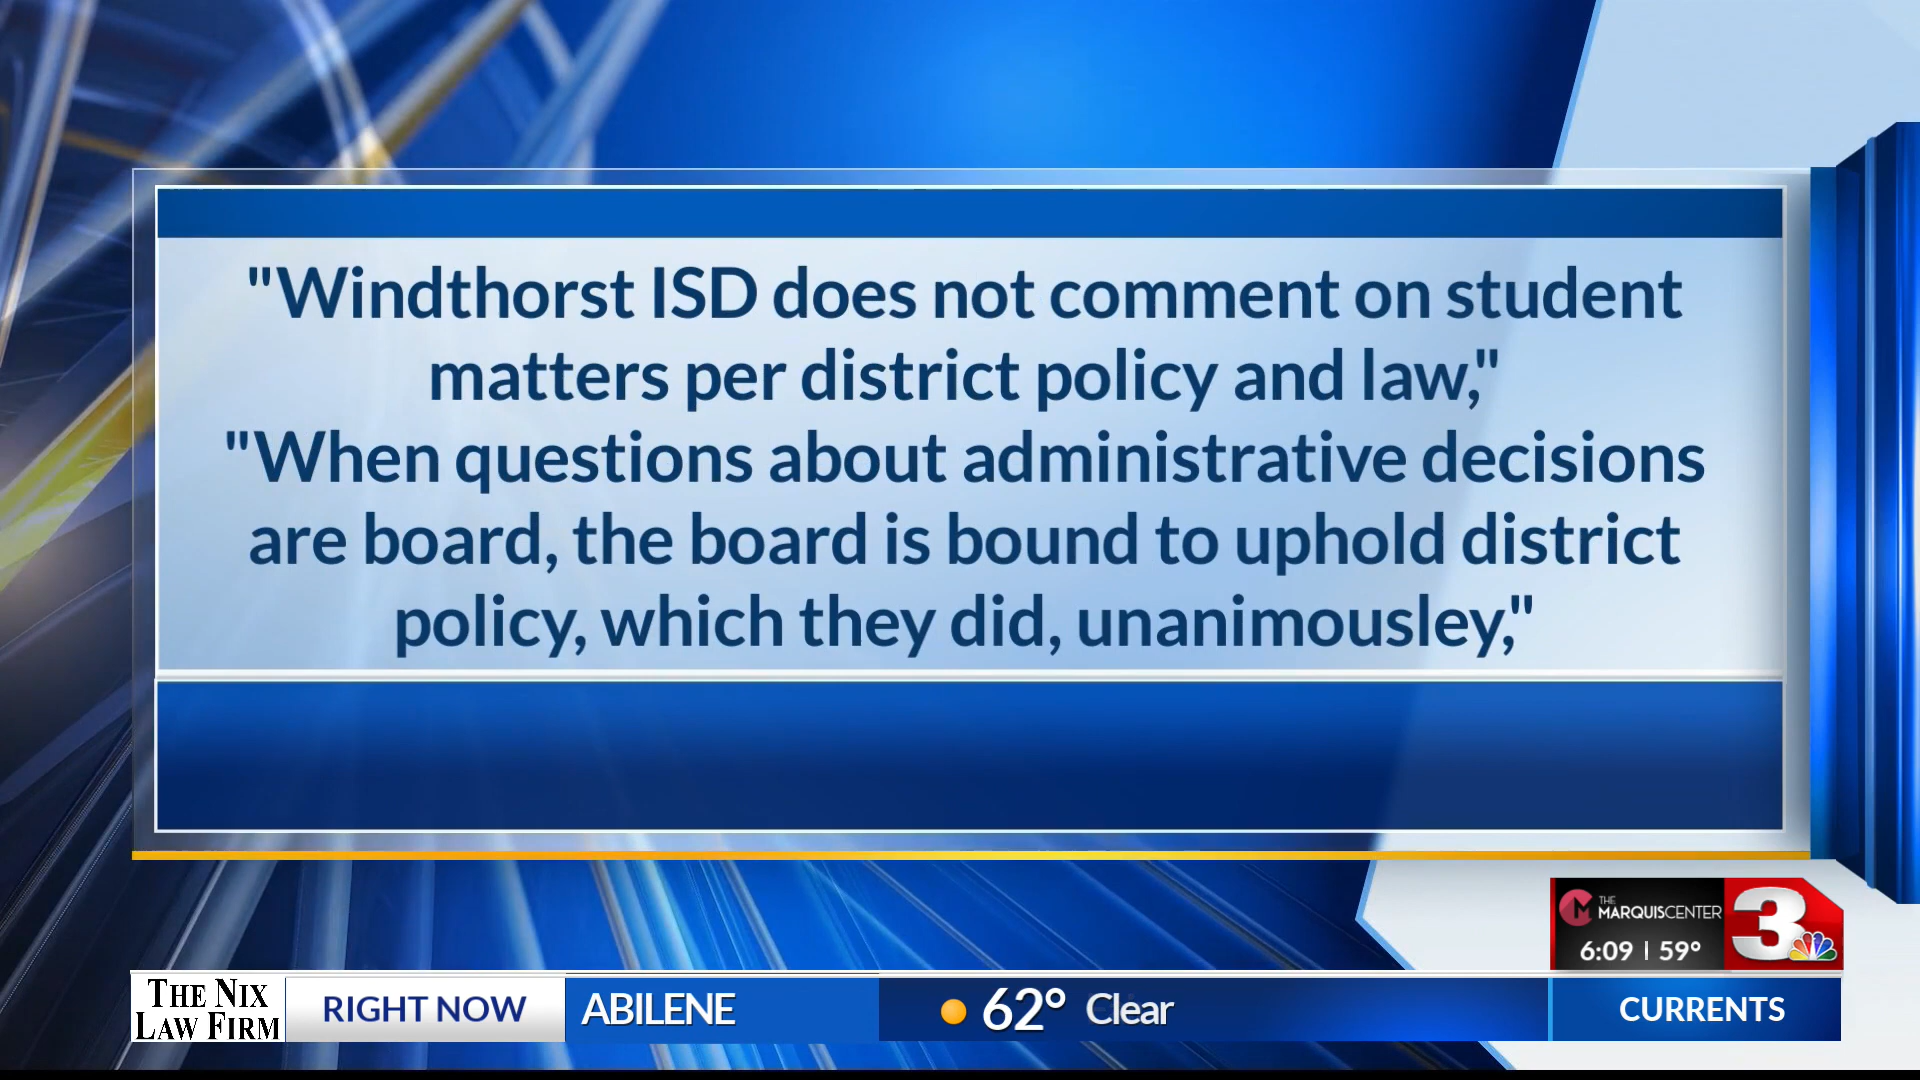 "Windthorst ISD does not comment on student
matters per district policy and law,"
"When questions about administrative decisions
are board, the board is bound to uphold district
policy, which they did, unanimousley,"
THE MARQUISCENTER
6:09 | 59°
3
THE NIX
LAW FIRM
RIGHT NOW
ABILENE
62° Clear
CURRENTS